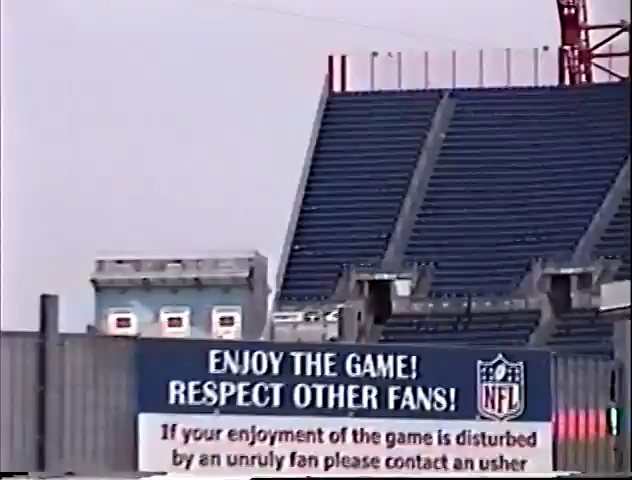 ENJOY THE GAME!
RESPECT OTHER FANS!
NFL
If your enjoyment of the game is disturbed
by an unruly fan please contact an usher